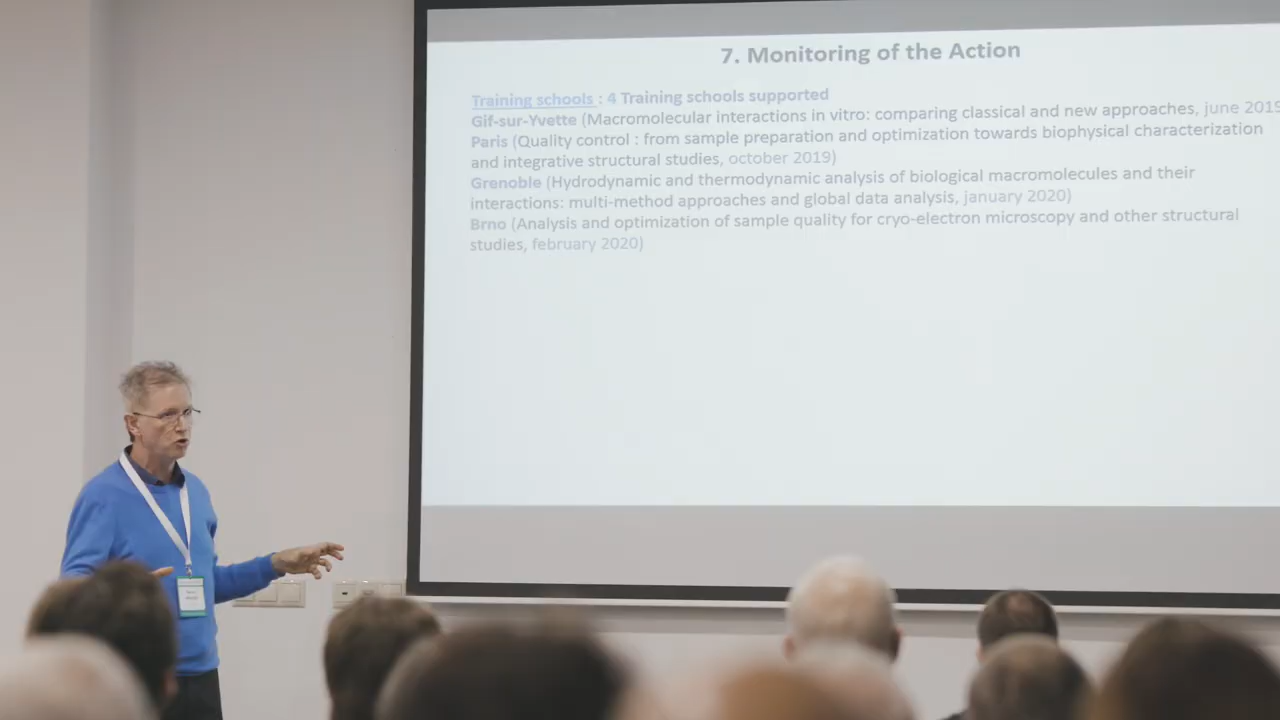 7. Monitoring of the Action
Training schools : 4 Training schools supported
Gif-sur-Yvette (Macromolecular interactions in vitro: comparing classical and new approaches, june 2019
Paris (Quality control : from sample preparation and optimization towards biophysical characterization
and integrative structural studies, october 2019)
Grenoble (Hydrodynamic and thermodynamic analysis of biological macromolecules and their
interactions: multi-method approaches and global data analysis, january 2020)
Brno (Analysis and optimization of sample quality for cryo-electron microscopy and other structural
studies, february 2020)